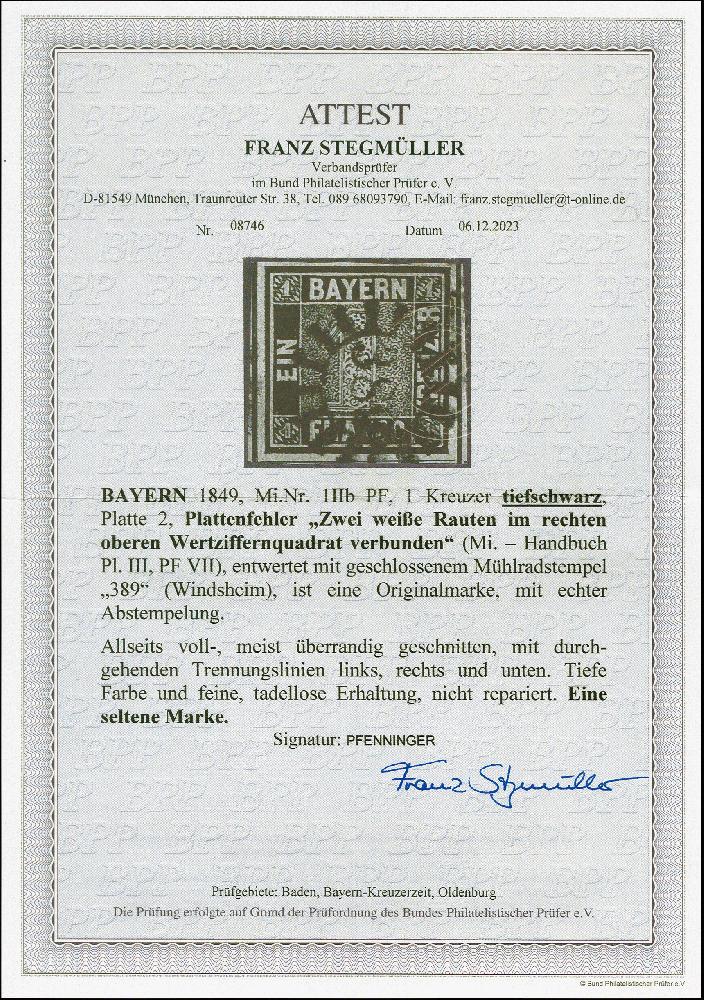 ATTEST
FRANZ STEGMÜLLER
Verbandsprüfer
im Bund Philatelistischer Prüfer e. V
D-81549 München, Traunreuter Str. 38, Tel. 089 68093790, E-Mail: franz.stegmueller@t-online.de
Nr. 08746 Datum 06.12.2023
1 BAYERN 1
EIN
BAYERN 1849, Mi.Nr. 1IIb PF, 1 Kreuzer tiefschwarz,
Platte 2, Plattenfehler „Zwei weiße Rauten im rechten
oberen Wertziffernquadrat verbunden“ (Mi. – Handbuch
Pl. III, PF VII), entwertet mit geschlossenem Mühlradstempel
„389“ (Windsheim), ist eine Originalmarke, mit echter
Abstempelung.
Allseits voll-, meist überrandig geschnitten, mit durch-
gehenden Trennungslinien links, rechts und unten. Tiefe
Farbe und feine, tadellose Erhaltung, nicht repariert. Eine
seltene Marke.
Signatur: PFENNINGER
Franz Stegmüller
Prüfgebiete: Baden, Bayern-Kreuzerzeit, Oldenburg
Die Prüfung erfolgte auf Grund der Prüfordnung des Bundes Philatelistischer Prüfer e.V.
© Bund Philatelistischer Prüfer e.V